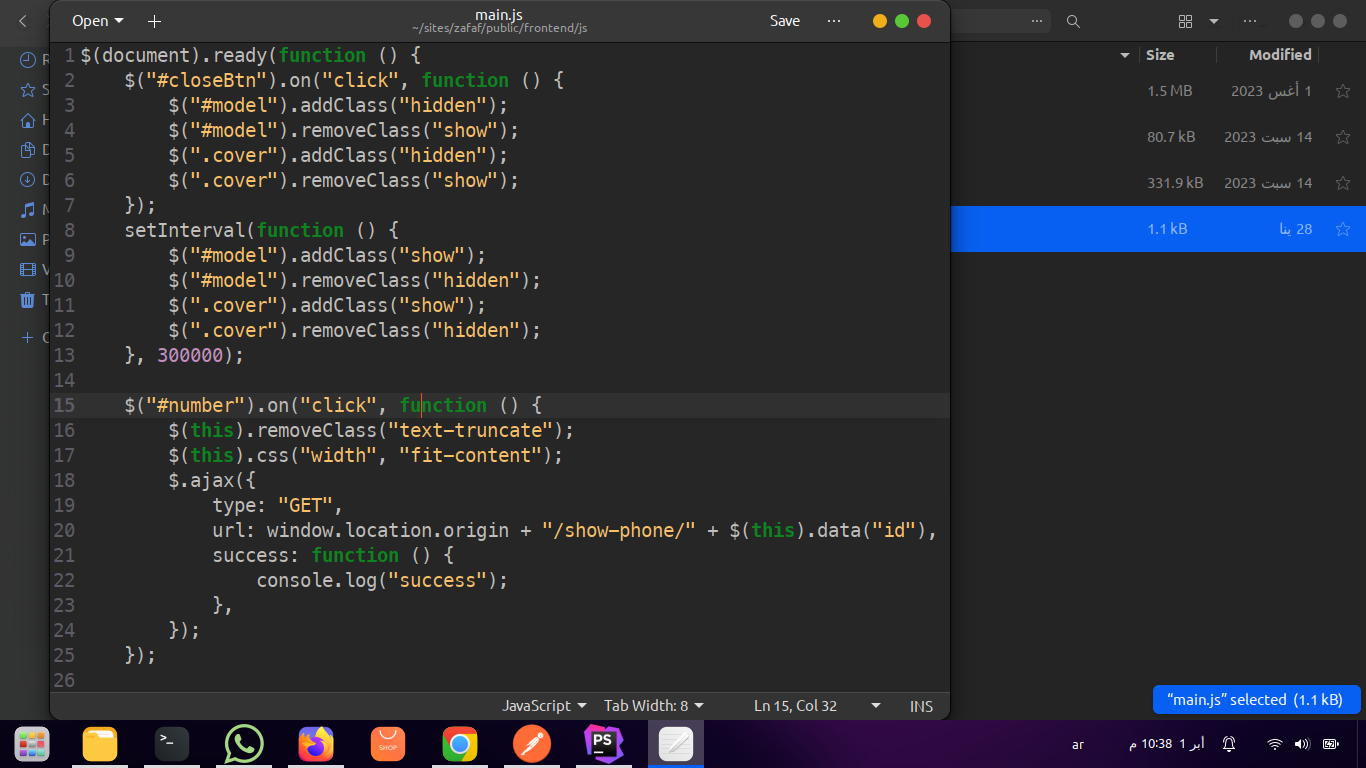 Open
main.js
~/sites/zafaf/public/frontend/js
Save
1 $(document).ready(function () {
2     $("#closeBtn").on("click", function () {
3         $("#model").addClass("hidden");
4         $("#model").removeClass("show");
5         $(".cover").addClass("hidden");
6         $(".cover").removeClass("show");
7     });
8     setInterval(function () {
9         $("#model").addClass("show");
10         $("#model").removeClass("hidden");
11         $(".cover").addClass("show");
12         $(".cover").removeClass("hidden");
13     }, 300000);
14
15     $("#number").on("click", function () {
16         $(this).removeClass("text-truncate");
17         $(this).css("width", "fit-content");
18         $.ajax({
19             type: "GET",
20             url: window.location.origin + "/show-phone/" + $(this).data("id"),
21             success: function () {
22                 console.log("success");
23             },
24         });
25     });
26
JavaScript Tab Width: 8 Ln 15, Col 32 INS
Size Modified
1.5 MB 1 أغس 2023
80.7 kB 14 سبت 2023
331.9 kB 14 سبت 2023
1.1 kB 28 ينا
“main.js” selected (1.1 kB)
SHOP
PS
ar
أبر 1 10:38 م